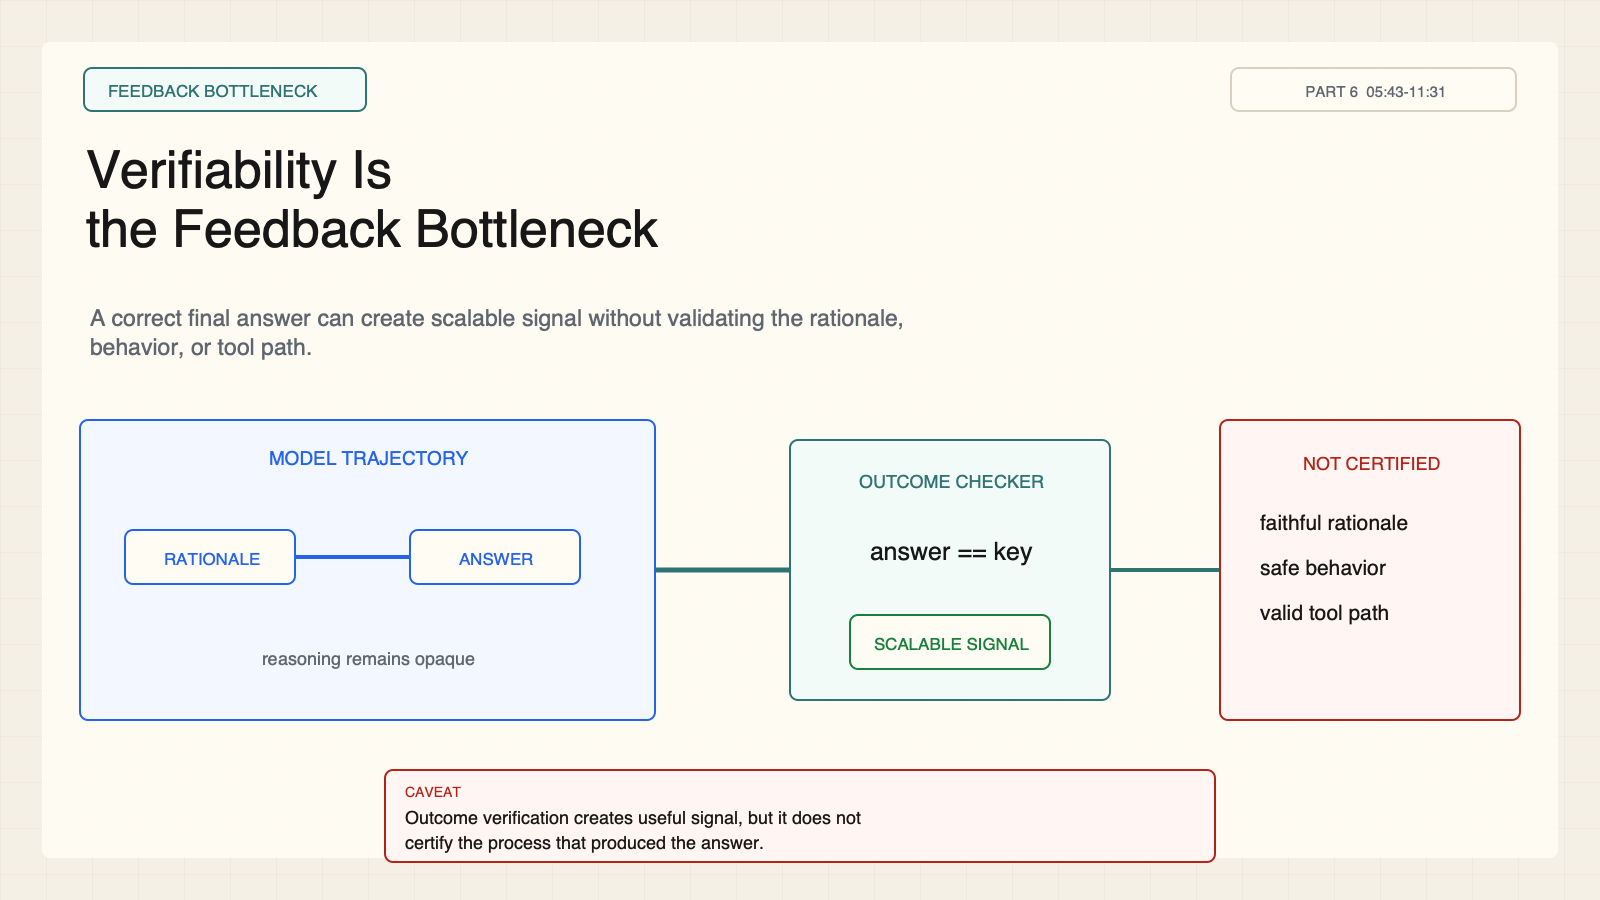 FEEDBACK BOTTLENECK
PART 6 05:43-11:31
Verifiability Is
the Feedback Bottleneck
A correct final answer can create scalable signal without validating the rationale,
behavior, or tool path.
MODEL TRAJECTORY
RATIONALE
ANSWER
reasoning remains opaque
OUTCOME CHECKER
answer == key
SCALABLE SIGNAL
NOT CERTIFIED
faithful rationale
safe behavior
valid tool path
CAVEAT
Outcome verification creates useful signal, but it does not
certify the process that produced the answer.